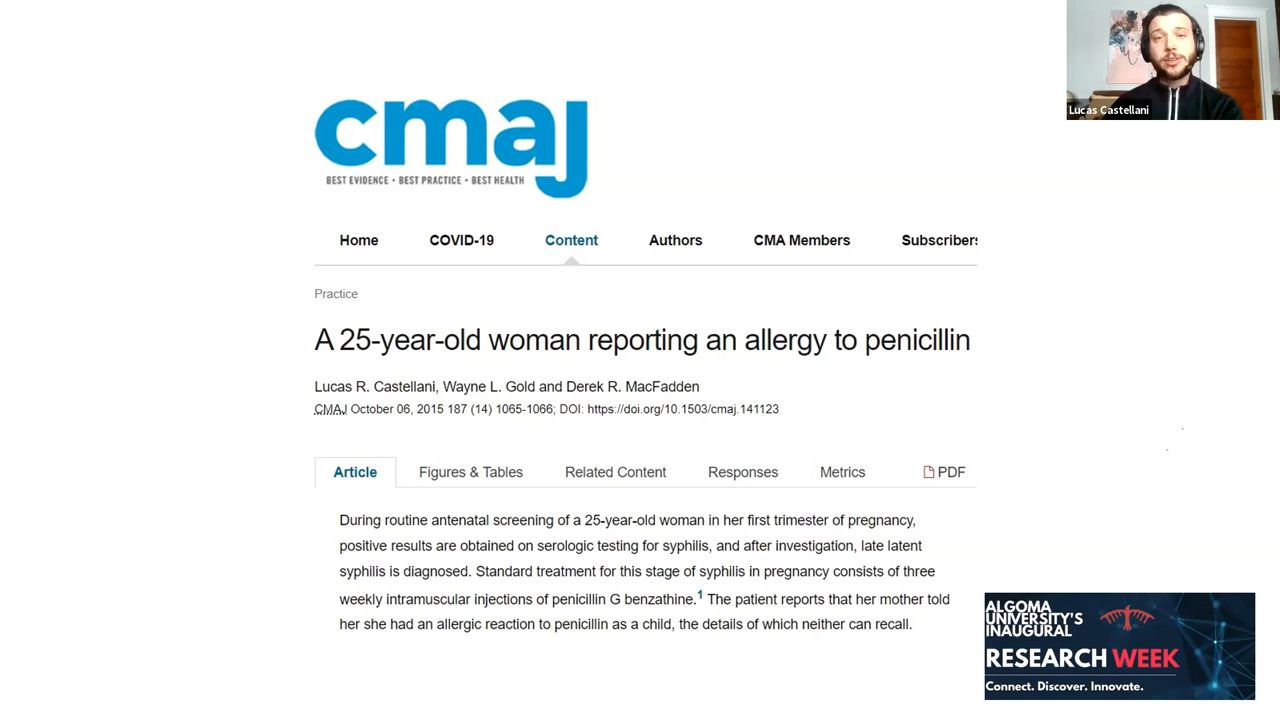 Lucas Castellani
cmaj
BEST EVIDENCE • BEST PRACTICE • BEST HEALTH
Home COVID-19 Content Authors CMA Members Subscribers
Practice
A 25-year-old woman reporting an allergy to penicillin
Lucas R. Castellani, Wayne L. Gold and Derek R. MacFadden
CMAJ October 06, 2015 187 (14) 1065-1066; DOI: https://doi.org/10.1503/cmaj.141123
Article Figures & Tables Related Content Responses Metrics PDF
During routine antenatal screening of a 25-year-old woman in her first trimester of pregnancy,
positive results are obtained on serologic testing for syphilis, and after investigation, late latent
syphilis is diagnosed. Standard treatment for this stage of syphilis in pregnancy consists of three
weekly intramuscular injections of penicillin G benzathine.1 The patient reports that her mother told
her she had an allergic reaction to penicillin as a child, the details of which neither can recall.
ALGOMA
UNIVERSITY'S
INAUGURAL
RESEARCH WEEK
Connect. Discover. Innovate.